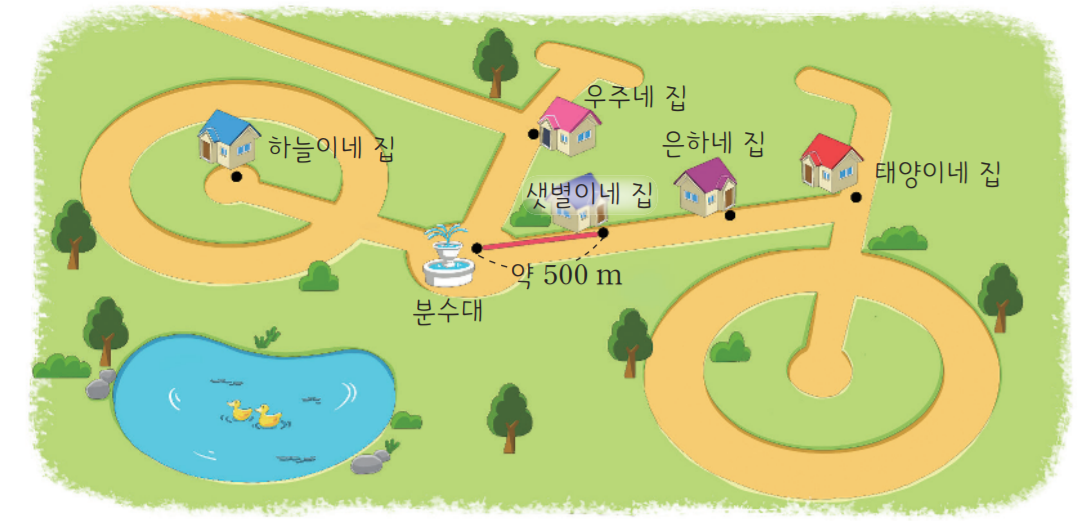 우주네 집
하늘이네 집
은하네 집
태양이네 집
샛별이네 집
약 500 m
분수대